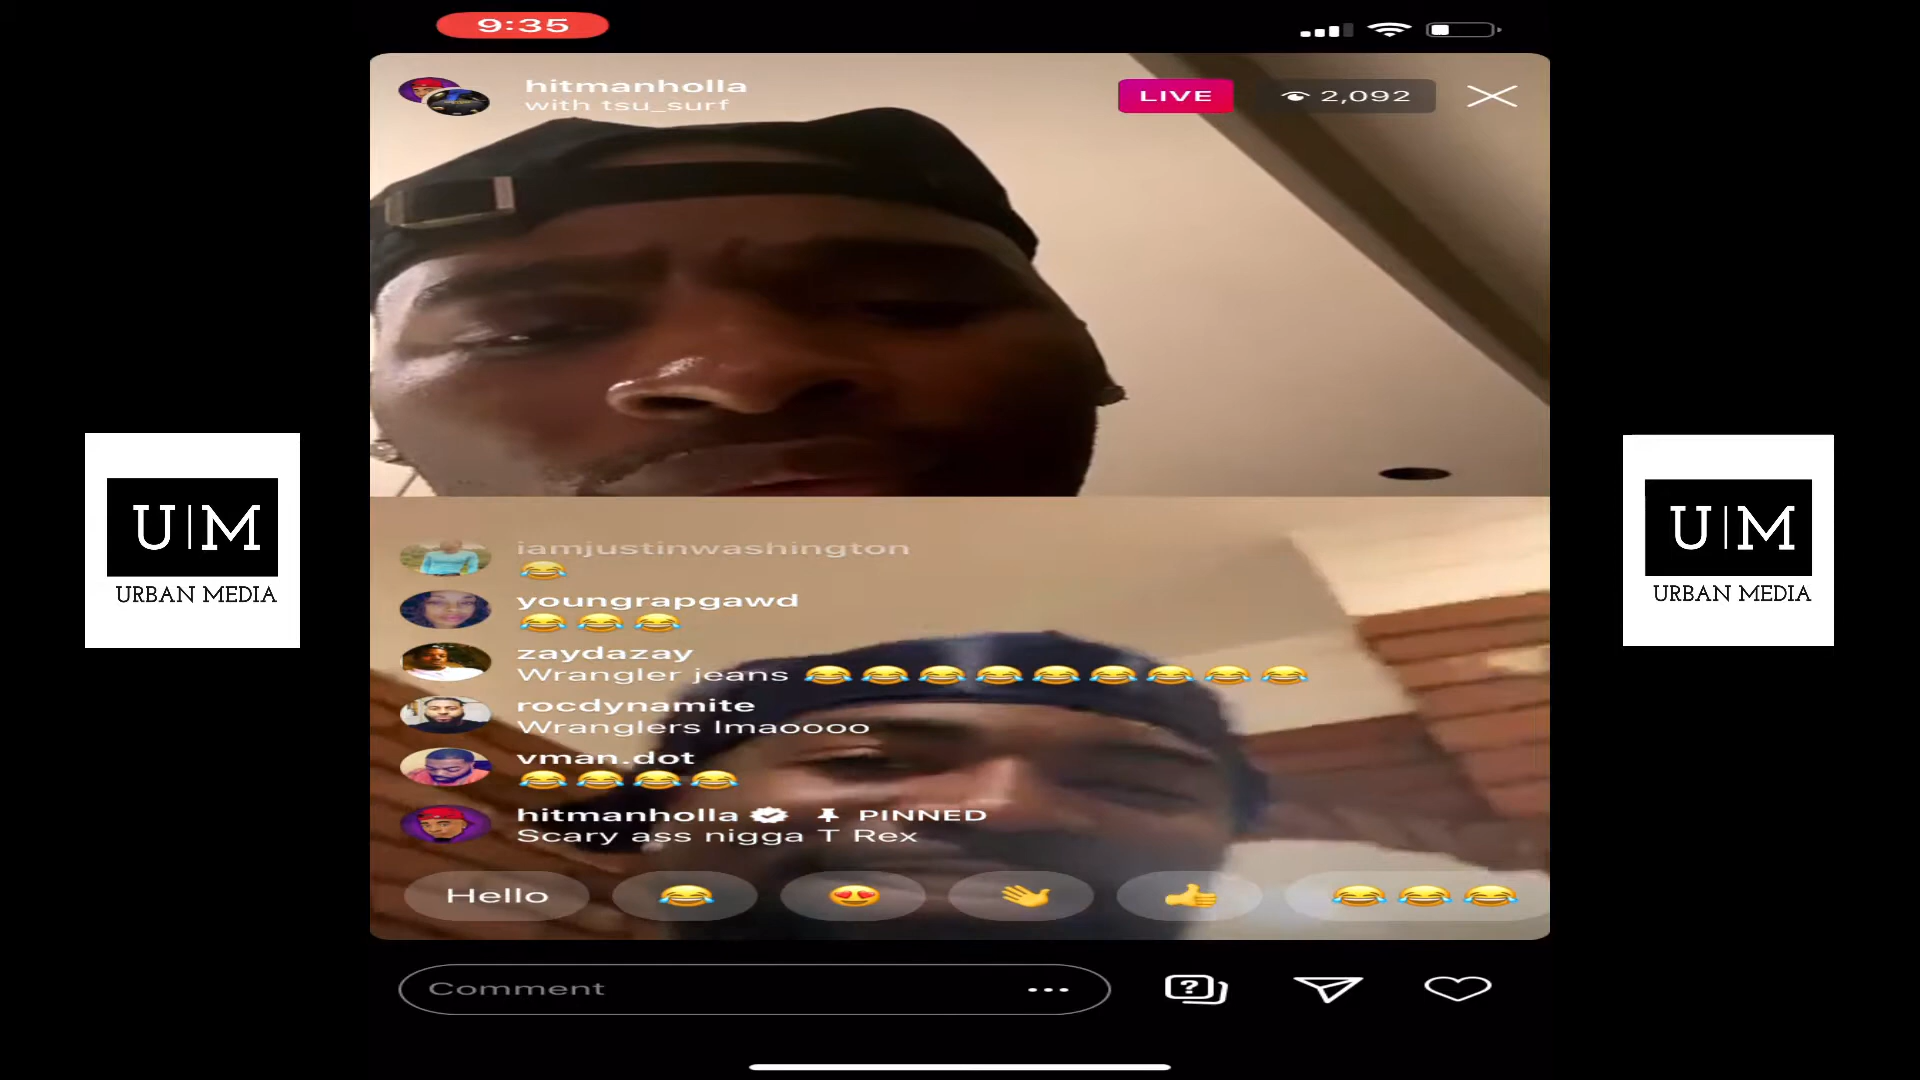 9:35
hitmanholla
with tsu_surf
LIVE
2,092
iamjustinwashington
😂
youngrapgawd
😂 😂 😂
zaydazay
Wrangler jeans 😂 😂 😂 😂 😂 😂 😂 😂 😂
rocdynamite
Wranglers lmaoooo
vman.dot
😂 😂 😂 😂
hitmanholla PINNED
Scary ass nigga T Rex
Hello 😂 😍 👋 👍 😂 😂 😂
Comment
U|M
URBAN MEDIA
U|M
URBAN MEDIA